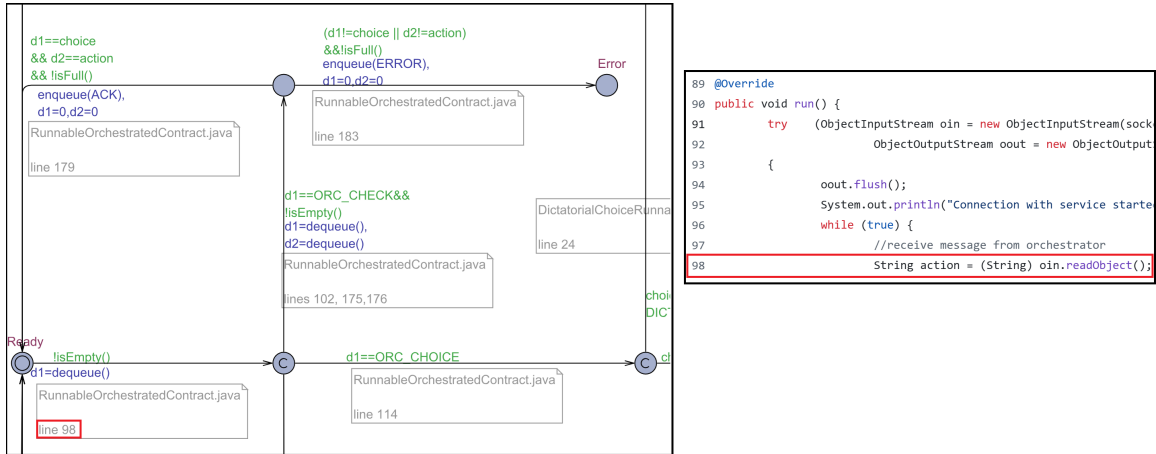 d1==choice
&& d2==action
&& !isFull()
enqueue(ACK),
d1=0,d2=0
RunnableOrchestratedContract.java
line 179
(d1!=choice || d2!=action)
&&!isFull()
enqueue(ERROR),
d1=0,d2=0
Error
RunnableOrchestratedContract.java
line 183
d1==ORC_CHECK&&
!isEmpty()
d1=dequeue(),
d2=dequeue()
RunnableOrchestratedContract.java
lines 102, 175,176
DictatorialChoiceRunna
line 24
choi
DIC
Ready
!isEmpty()
d1=dequeue()
C
RunnableOrchestratedContract.java
line 98
d1==ORC_CHOICE
C
RunnableOrchestratedContract.java
line 114
89 @Override
90 public void run() {
91 try (ObjectInputStream oin = new ObjectInputStream(sock
92 ObjectOutputStream oout = new ObjectOutput
93 {
94 oout.flush();
95 System.out.println("Connection with service starte
96 while (true) {
97 //receive message from orchestrator
98 String action = (String) oin.readObject();